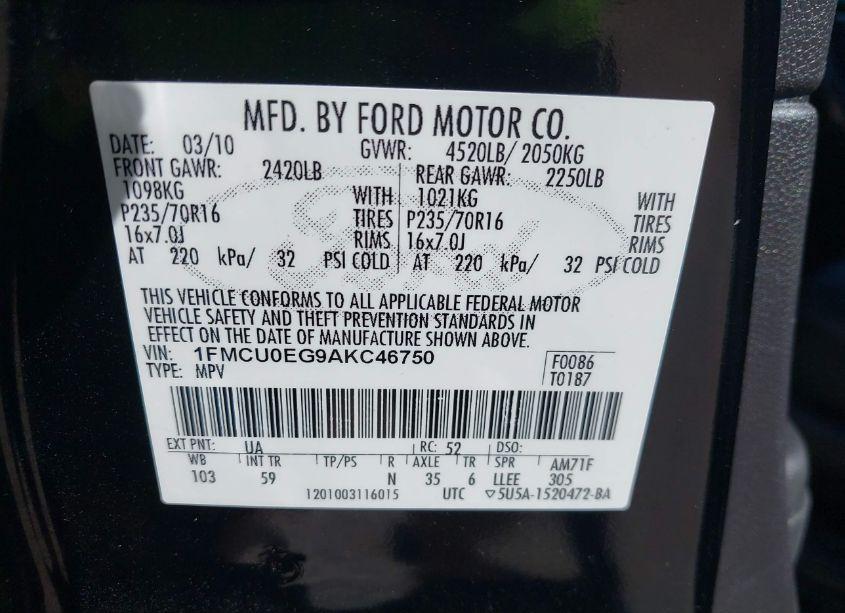 MFD. BY FORD MOTOR CO.
DATE: 03/10 GVWR: 4520LB/ 2050KG
FRONT GAWR: 2420LB REAR GAWR: 2250LB
1098KG WITH 1021KG WITH
P235/70R16 TIRES P235/70R16 TIRES
16x7.0J RIMS 16x7.0J RIMS
AT 220 kPa/ 32 PSI COLD AT 220 kPa/ 32 PSI COLD
Ford
THIS VEHICLE CONFORMS TO ALL APPLICABLE FEDERAL MOTOR
VEHICLE SAFETY AND THEFT PREVENTION STANDARDS IN
EFFECT ON THE DATE OF MANUFACTURE SHOWN ABOVE.
VIN: 1FMCU0EG9AKC46750 F0086
TYPE: MPV T0187
EXT PNT: UA RC: 52 DSO:
WB INT TR TP/PS R AXLE TR SPR AM71F
103 59 N 35 6 LLEE 305
1201003116015 UTC ▽5U5A-1520472-BA